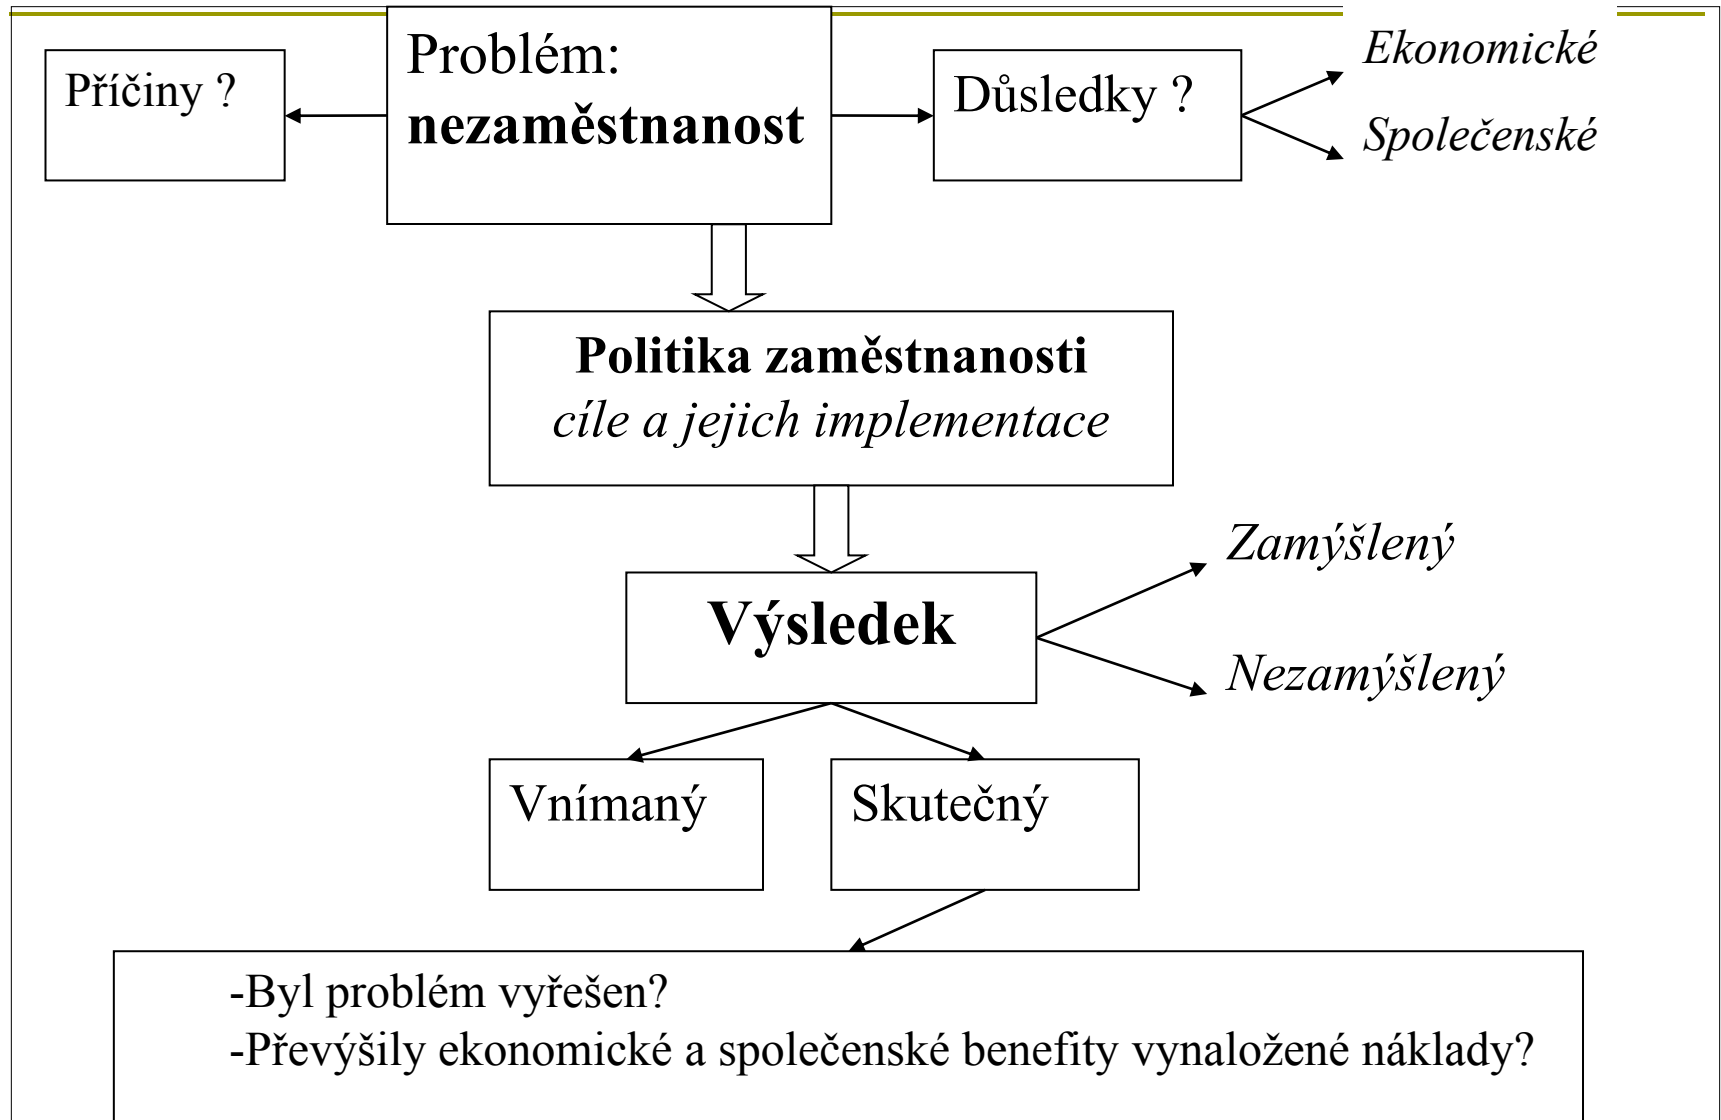 Příčiny ?
Problém:
nezaměstnanost
Důsledky ?
Ekonomické
Společenské
Politika zaměstnanosti
cíle a jejich implementace
Výsledek
Zamýšlený
Nezamýšlený
Vnímaný
Skutečný
-Byl problém vyřešen?
-Převýšily ekonomické a společenské benefity vynaložené náklady?